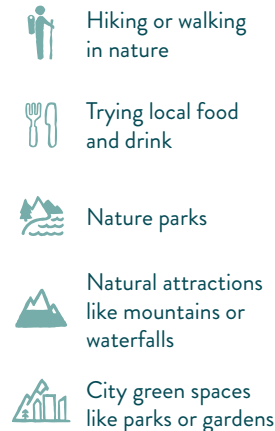 Hiking or walking
in nature
Trying local food
and drink
Nature parks
Natural attractions
like mountains or
waterfalls
City green spaces
like parks or gardens